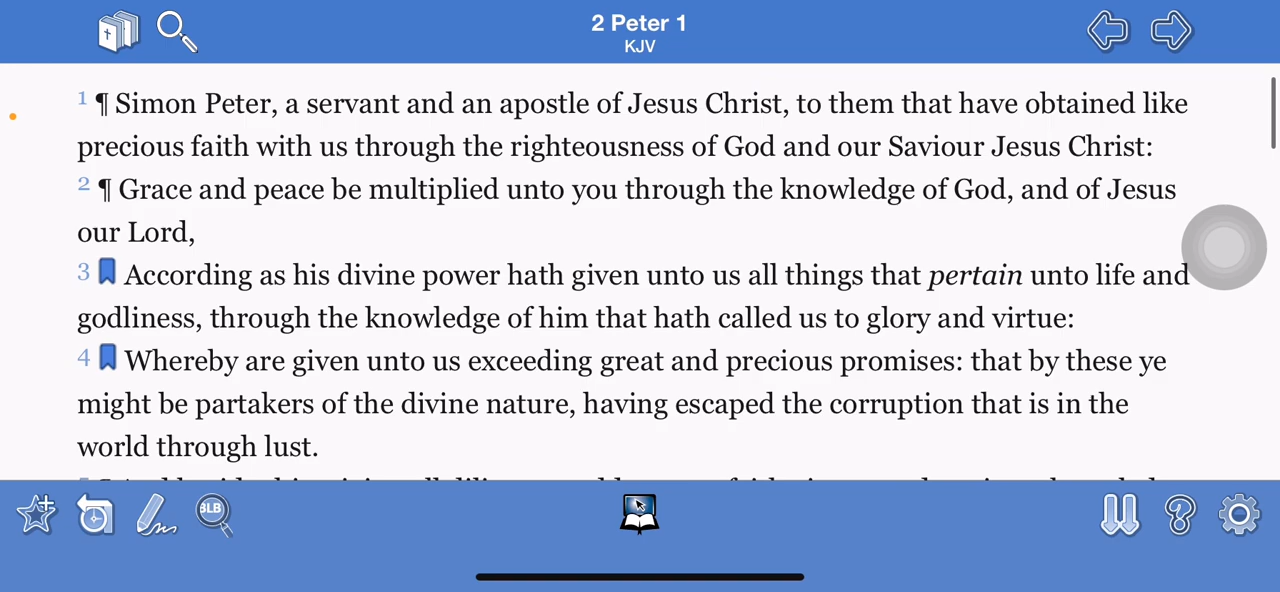 2 Peter 1
KJV
1 ¶ Simon Peter, a servant and an apostle of Jesus Christ, to them that have obtained like
precious faith with us through the righteousness of God and our Saviour Jesus Christ:
2 ¶ Grace and peace be multiplied unto you through the knowledge of God, and of Jesus
our Lord,
3 According as his divine power hath given unto us all things that pertain unto life and
godliness, through the knowledge of him that hath called us to glory and virtue:
4 Whereby are given unto us exceeding great and precious promises: that by these ye
might be partakers of the divine nature, having escaped the corruption that is in the
world through lust.
BLB